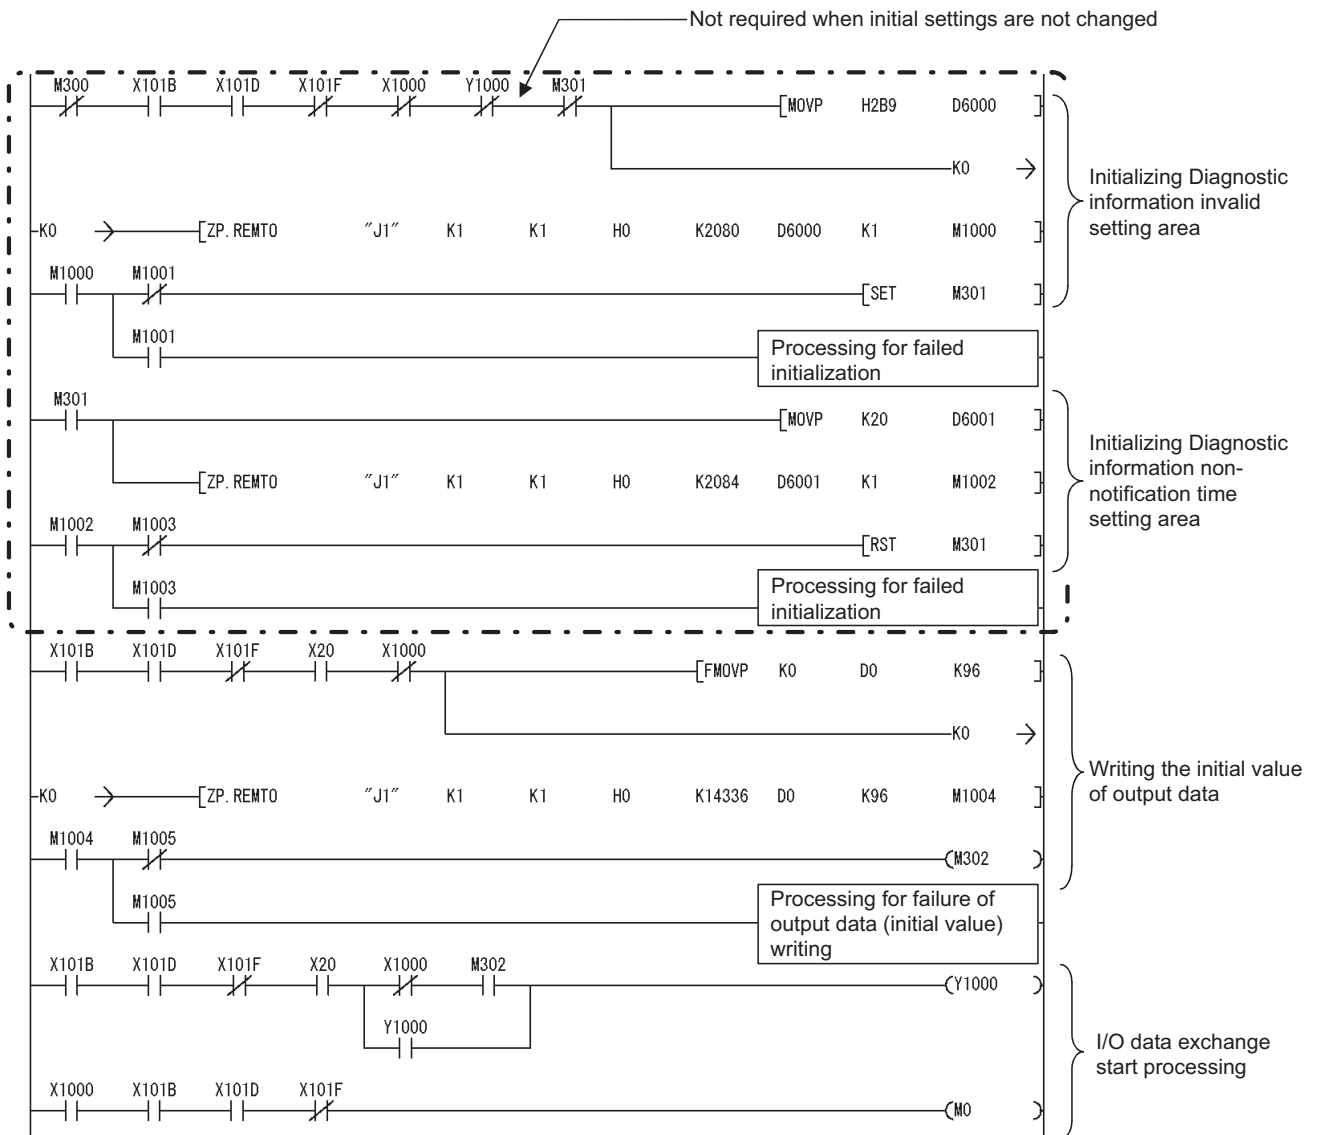 Not required when initial settings are not changed
M300 X101B X101D X101F X1000 Y1000 M301
MOVP H2B9 D6000
K0
Initializing Diagnostic
information invalid
setting area
K0 ZP.REMTO "J1" K1 K1 H0 K2080 D6000 K1 M1000
M1000 M1001
SET M301
M1001
Processing for failed
initialization
M301
MOVP K20 D6001
ZP.REMTO "J1" K1 K1 H0 K2084 D6001 K1 M1002
Initializing Diagnostic
information non-
notification time
setting area
M1002 M1003
RST M301
M1003
Processing for failed
initialization
X101B X101D X101F X20 X1000
FMOVP K0 D0 K96
K0
K0 ZP.REMTO "J1" K1 K1 H0 K14336 D0 K96 M1004
Writing the initial value
of output data
M1004 M1005
M302
M1005
Processing for failure of
output data (initial value)
writing
X101B X101D X101F X20 X1000 M302
Y1000
Y1000
I/O data exchange
start processing
X1000 X101B X101D X101F
M0